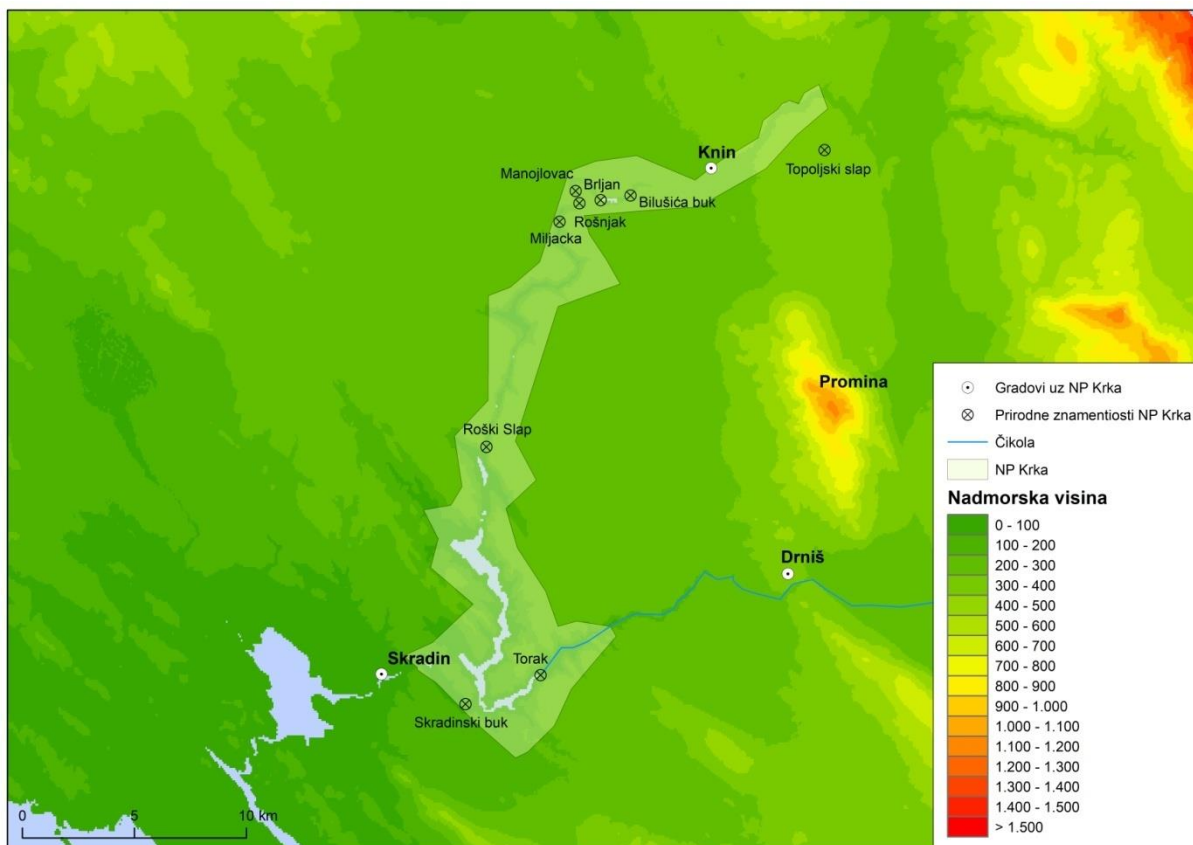 Knin
Topoljski slap
Manojlovac
Brljan
Bilušića buk
Rošnjak
Miljacka
Promina
Roški Slap
Drniš
Skradin
Torak
Skradinski buk
0 5 10 km
Gradovi uz NP Krka
Prirodne znamentiosti NP Krka
Čikola
NP Krka
Nadmorska visina
0 - 100
100 - 200
200 - 300
300 - 400
400 - 500
500 - 600
600 - 700
700 - 800
800 - 900
900 - 1.000
1.000 - 1.100
1.100 - 1.200
1.200 - 1.300
1.300 - 1.400
1.400 - 1.500
> 1.500